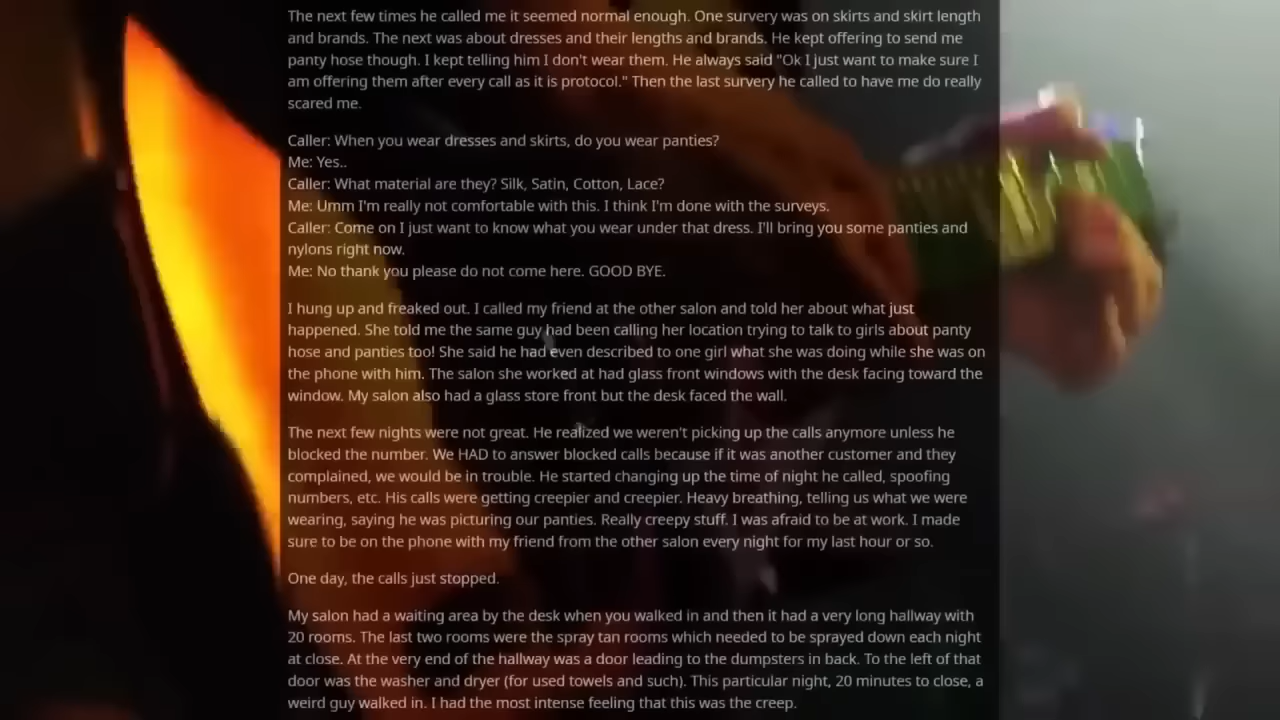 The next few times he called me it seemed normal enough. One survery was on skirts and skirt length
and brands. The next was about dresses and their lengths and brands. He kept offering to send me
panty hose though. I kept telling him I don't wear them. He always said "Ok I just want to make sure I
am offering them after every call as it is protocol." Then the last survery he called to have me do really
scared me.
Caller: When you wear dresses and skirts, do you wear panties?
Me: Yes..
Caller: What material are they? Silk, Satin, Cotton, Lace?
Me: Umm I'm really not comfortable with this. I think I'm done with the surveys.
Caller: Come on I just want to know what you wear under that dress. I'll bring you some panties and
nylons right now.
Me: No thank you please do not come here. GOOD BYE.
I hung up and freaked out. I called my friend at the other salon and told her about what just
happened. She told me the same guy had been calling her location trying to talk to girls about panty
hose and panties too! She said he had even described to one girl what she was doing while she was on
the phone with him. The salon she worked at had glass front windows with the desk facing toward the
window. My salon also had a glass store front but the desk faced the wall.
The next few nights were not great. He realized we weren't picking up the calls anymore unless he
blocked the number. We HAD to answer blocked calls because if it was another customer and they
complained, we would be in trouble. He started changing up the time of night he called, spoofing
numbers, etc. His calls were getting creepier and creepier. Heavy breathing, telling us what we were
wearing, saying he was picturing our panties. Really creepy stuff. I was afraid to be at work. I made
sure to be on the phone with my friend from the other salon every night for my last hour or so.
One day, the calls just stopped.
My salon had a waiting area by the desk when you walked in and then it had a very long hallway with
20 rooms. The last two rooms were the spray tan rooms which needed to be sprayed down each night
at close. At the very end of the hallway was a door leading to the dumpsters in back. To the left of that
door was the washer and dryer (for used towels and such). This particular night, 20 minutes to close, a
weird guy walked in. I had the most intense feeling that this was the creep.